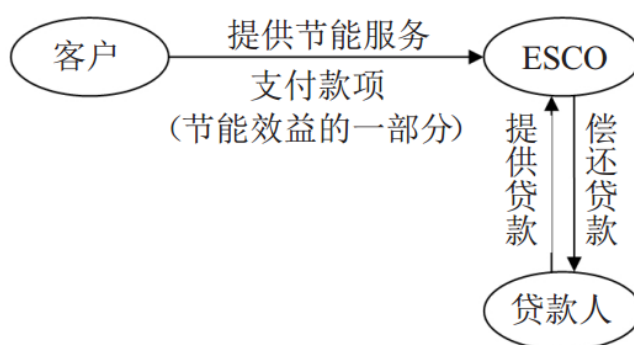 提供节能服务
客户
ESCO
支付款项
（节能效益的一部分）
提供贷款
偿还贷款
贷款人